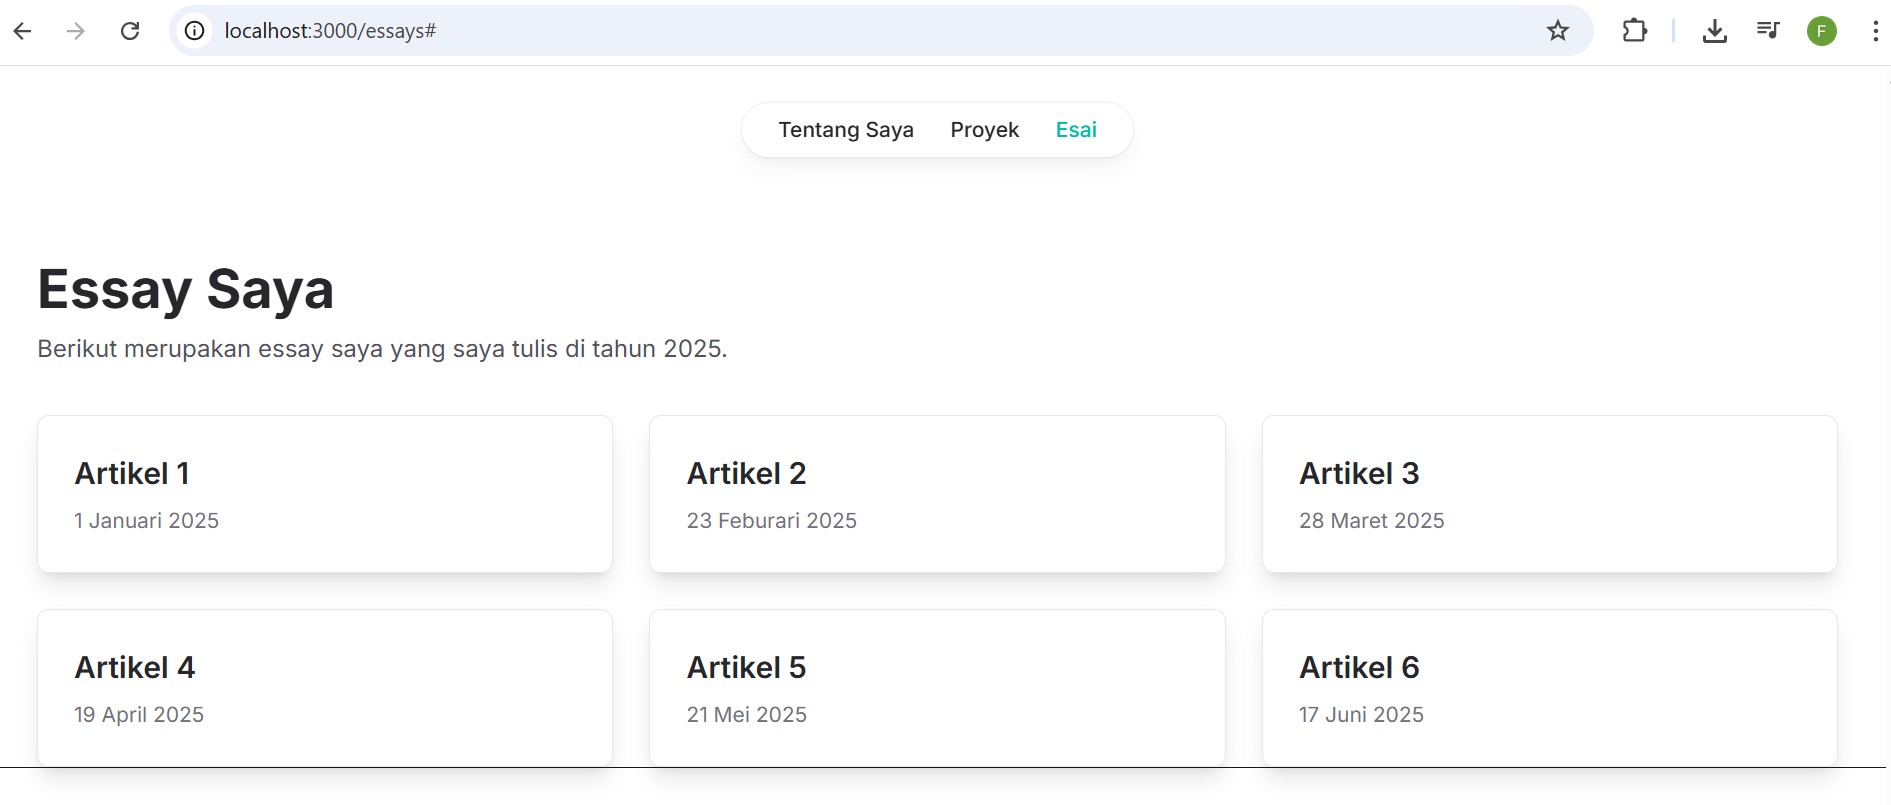 localhost:3000/essays#
F
Tentang Saya Proyek Esai
Essay Saya
Berikut merupakan essay saya yang saya tulis di tahun 2025.
Artikel 1
1 Januari 2025
Artikel 2
23 Feburari 2025
Artikel 3
28 Maret 2025
Artikel 4
19 April 2025
Artikel 5
21 Mei 2025
Artikel 6
17 Juni 2025